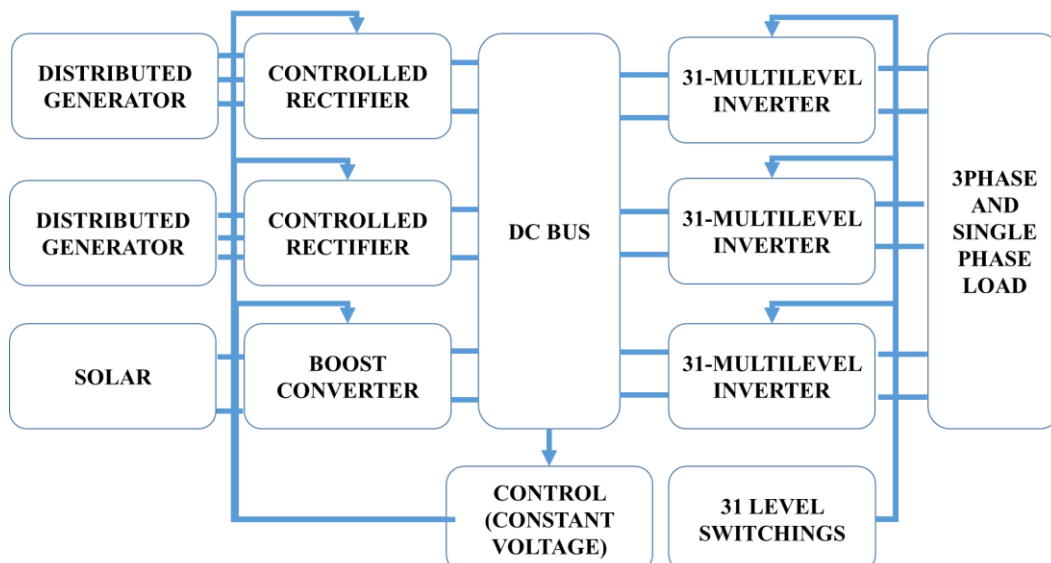 DISTRIBUTED
GENERATOR
CONTROLLED
RECTIFIER
31-MULTILEVEL
INVERTER
DISTRIBUTED
GENERATOR
CONTROLLED
RECTIFIER
DC BUS
31-MULTILEVEL
INVERTER
3PHASE
AND
SINGLE
PHASE
LOAD
SOLAR
BOOST
CONVERTER
31-MULTILEVEL
INVERTER
CONTROL
(CONSTANT
VOLTAGE)
31 LEVEL
SWITCHINGS